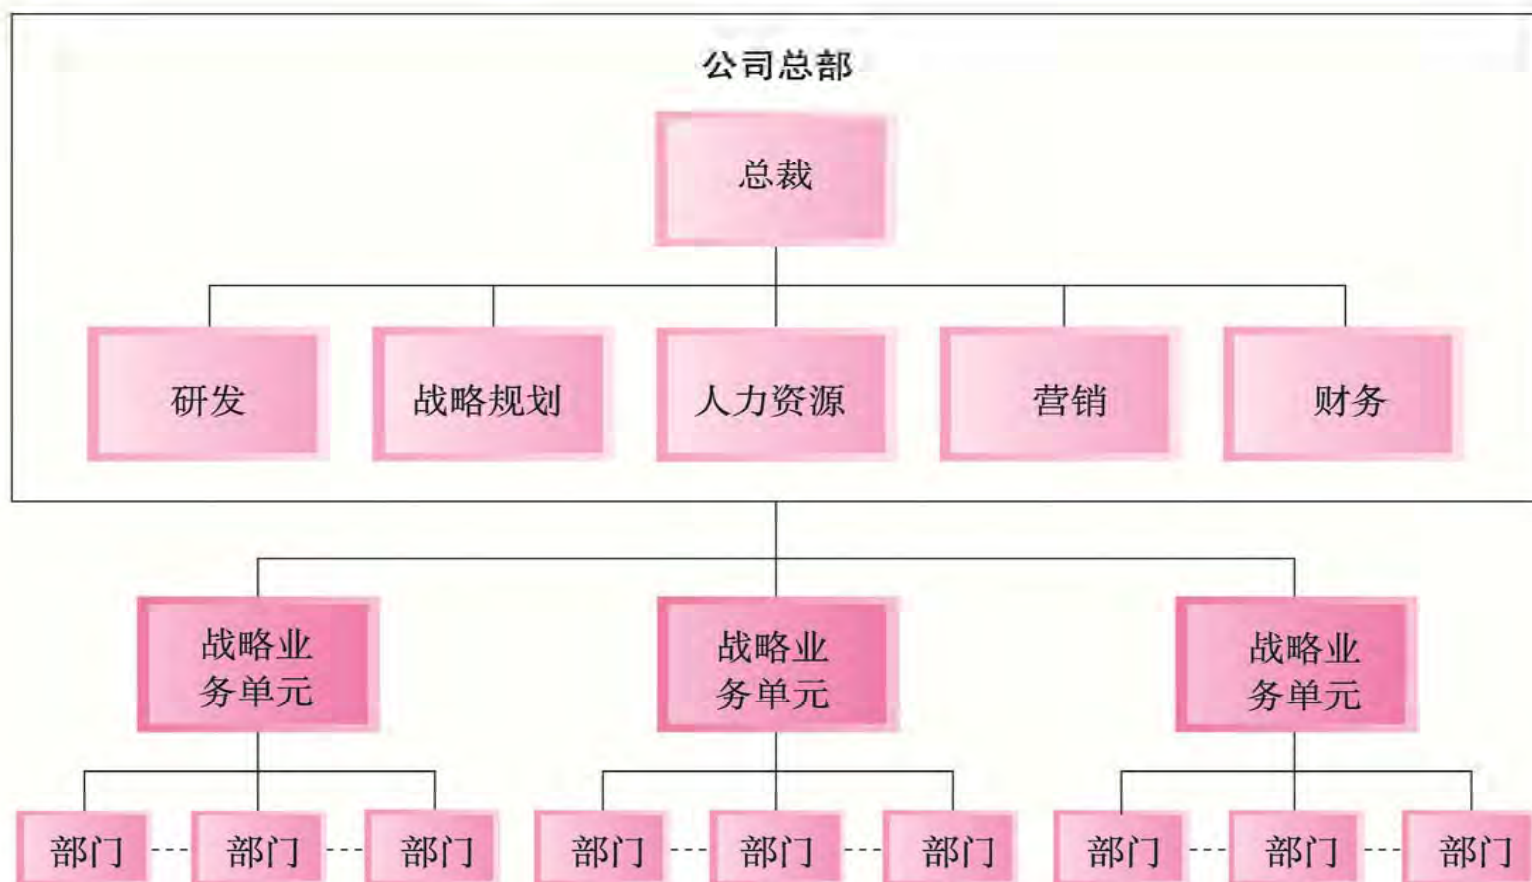 公司总部
总裁
研发
战略规划
人力资源
营销
财务
战略业
务单元
战略业
务单元
战略业
务单元
部门
部门
部门
部门
部门
部门
部门
部门
部门